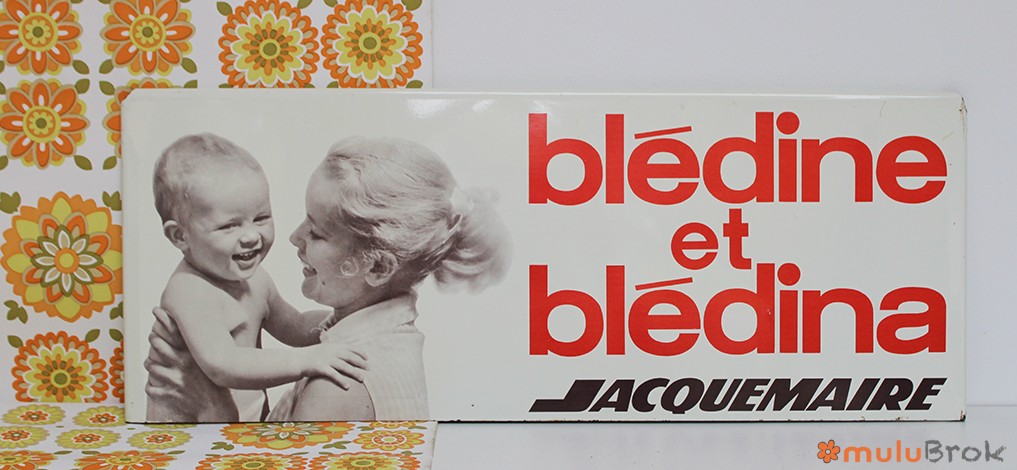 blédine
et
blédina
JACQUEMAIRE
muluBrok